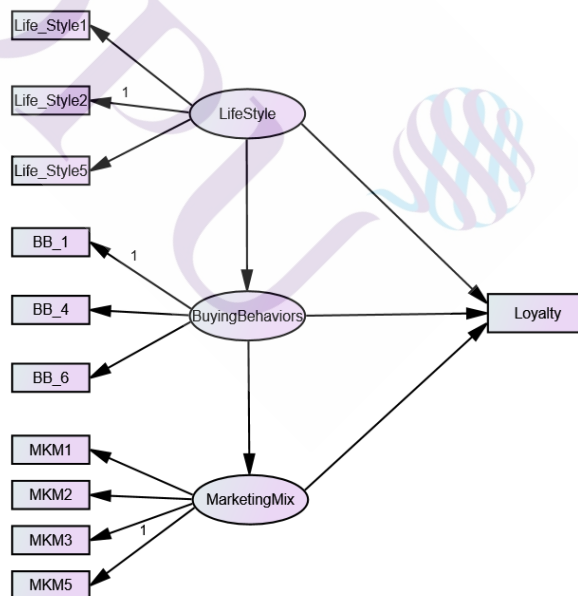 Life_Style1
Life_Style2
1
LifeStyle
Life_Style5
BB_1
1
BB_4
BuyingBehaviors
Loyalty
BB_6
MKM1
MKM2
MarketingMix
MKM3
1
MKM5